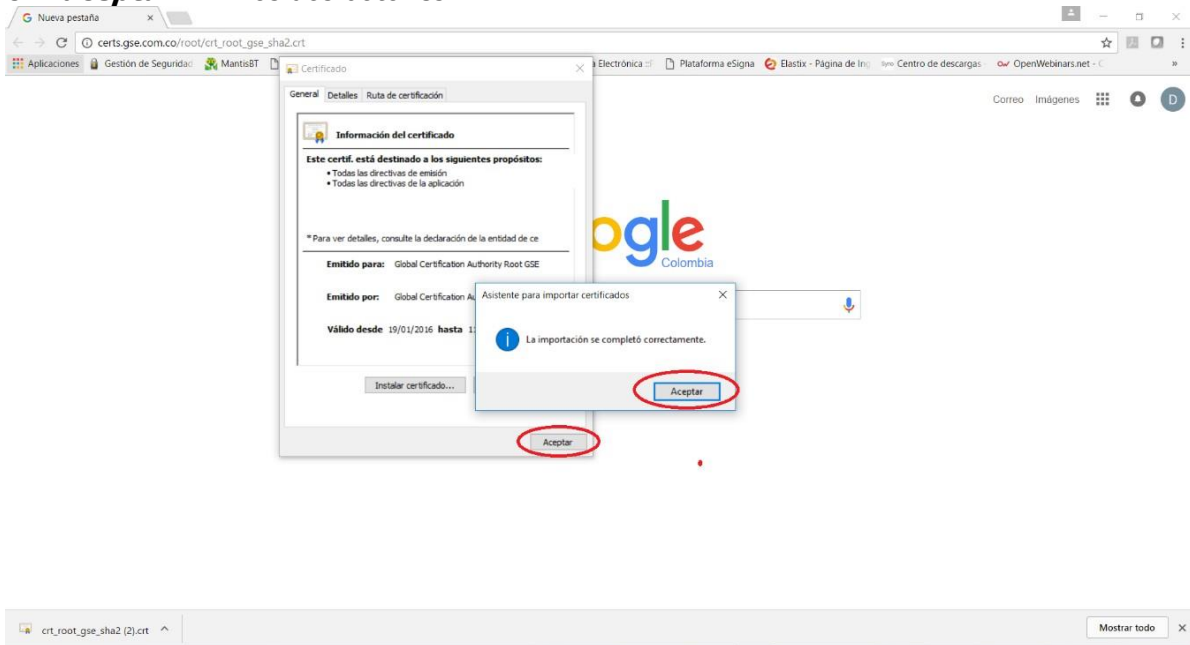 Nueva pestaña
certs.gse.com.co/root/crt_root_gse_sha2.crt
Aplicaciones Gestión de Seguridad MantisBT Electrónica Plataforma eSigna Elastix - Página de Ing Centro de descargas OpenWebinars.net - C
Correo Imágenes D
Certificado
General Detalles Ruta de certificación
Información del certificado
Este certif. está destinado a los siguientes propósitos:
• Todas las directivas de emisión
• Todas las directivas de la aplicación
* Para ver detalles, consulte la declaración de la entidad de ce
Emitido para: Global Certification Authority Root GSE
Emitido por: Global Certification Au
Válido desde 19/01/2016 hasta 1
Instalar certificado...
Aceptar
ogle
Colombia
Asistente para importar certificados
La importación se completó correctamente.
Aceptar
crt_root_gse_sha2 (2).crt
Mostrar todo